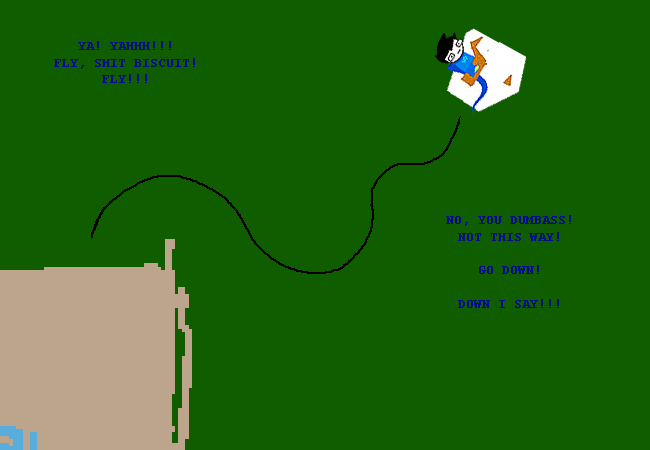 YA! YAHHH!!!
FLY, SHIT BISCUIT!
FLY!!!
NO, YOU DUMBASS!
NOT THIS WAY!
GO DOWN!
DOWN I SAY!!!